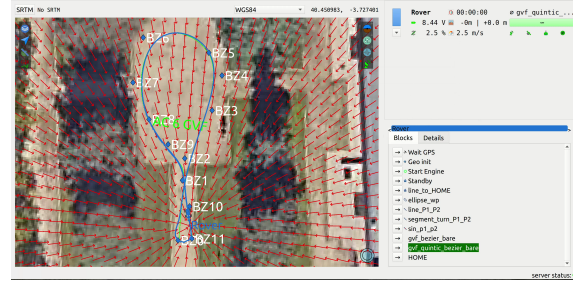 SRTM No SRTM WGS84 40.450983, -3.727401
BZ6
BZ5
BZ4
BZ7
BZ3
BZ8
BZ9
BZ2
BZ1
BZ10
BZ11
Rover 00:00:00 gvf_quintic_...
8.44 V -0m | +0.0 m
2.5 % 2.5 m/s
Rover
Blocks Details
Wait GPS
Geo init
Start Engine
Standby
line_to_HOME
ellipse_wp
line_P1_P2
segment_turn_P1_P2
sin_p1_p2
gvf_bezier_bare
gvf_quintic_bezier_bare
HOME
server status: